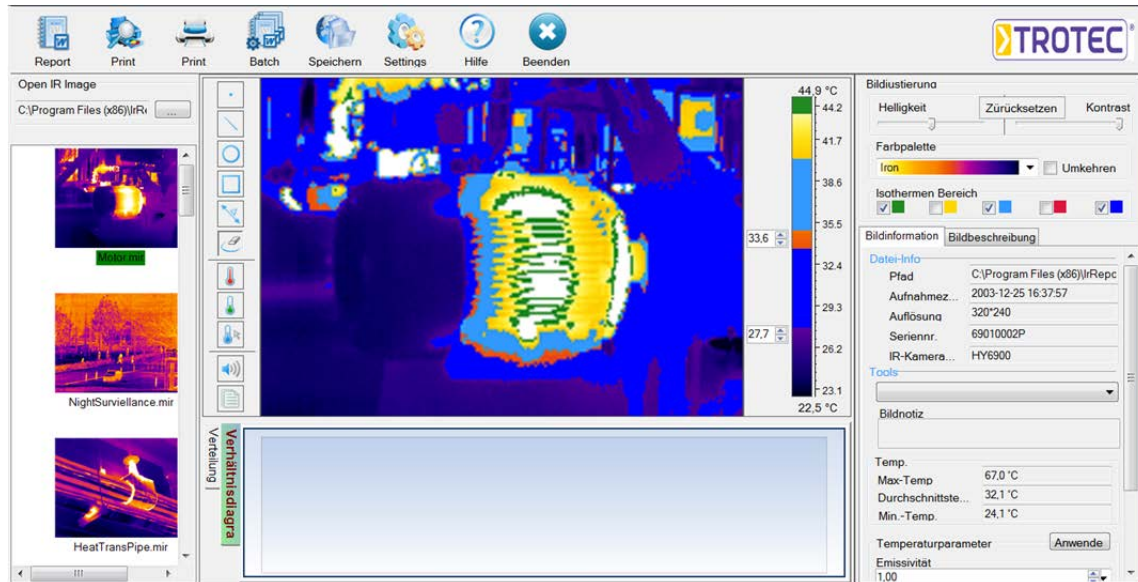 Report Print Print Batch Speichern Settings Hilfe Beenden
TROTEC
Open IR Image
C:\Program Files (x86)\IrRe
...
Motor.mir
NightSurviellance.mir
HeatTransPipe.mir
44,9 °C
44.2
41.7
38.6
35.5
33,6
32.4
29.3
27,7
26.2
23.1
22,5 °C
Verhältnisdiagra
Verteilung
Bildjustierung
Helligkeit Zürücksetzen Kontrast
Farbpalette
Iron Umkehren
Isothermen Bereich
Bildinformation Bildbeschreibung
Datei-Info
Pfad C:\Program Files (x86)\IrRepc
Aufnahmez... 2003-12-25 16:37:57
Auflösung 320*240
Seriennr. 69010002P
IR-Kamera... HY6900
Tools
Bildnotiz
Temp.
Max-Temp 67,0 °C
Durchschnittste... 32,1 °C
Min.-Temp. 24,1 °C
Temperaturparameter Anwende
Emissivität
1,00